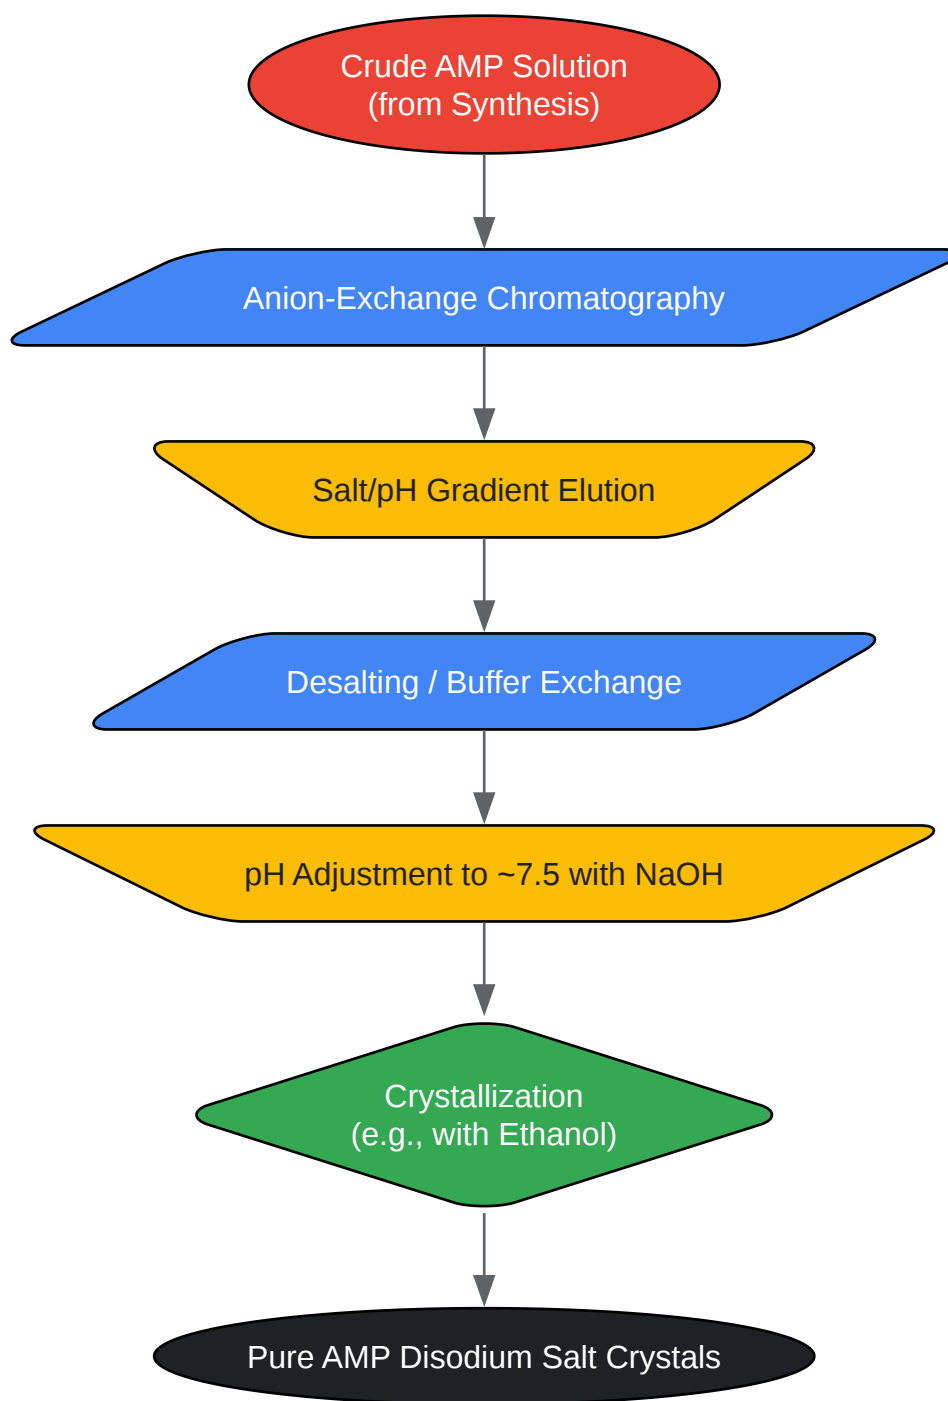 Crude AMP Solution
(from Synthesis)
Anion-Exchange Chromatography
Salt/pH Gradient Elution
Desalting / Buffer Exchange
pH Adjustment to ~7.5 with NaOH
Crystallization
(e.g., with Ethanol)
Pure AMP Disodium Salt Crystals